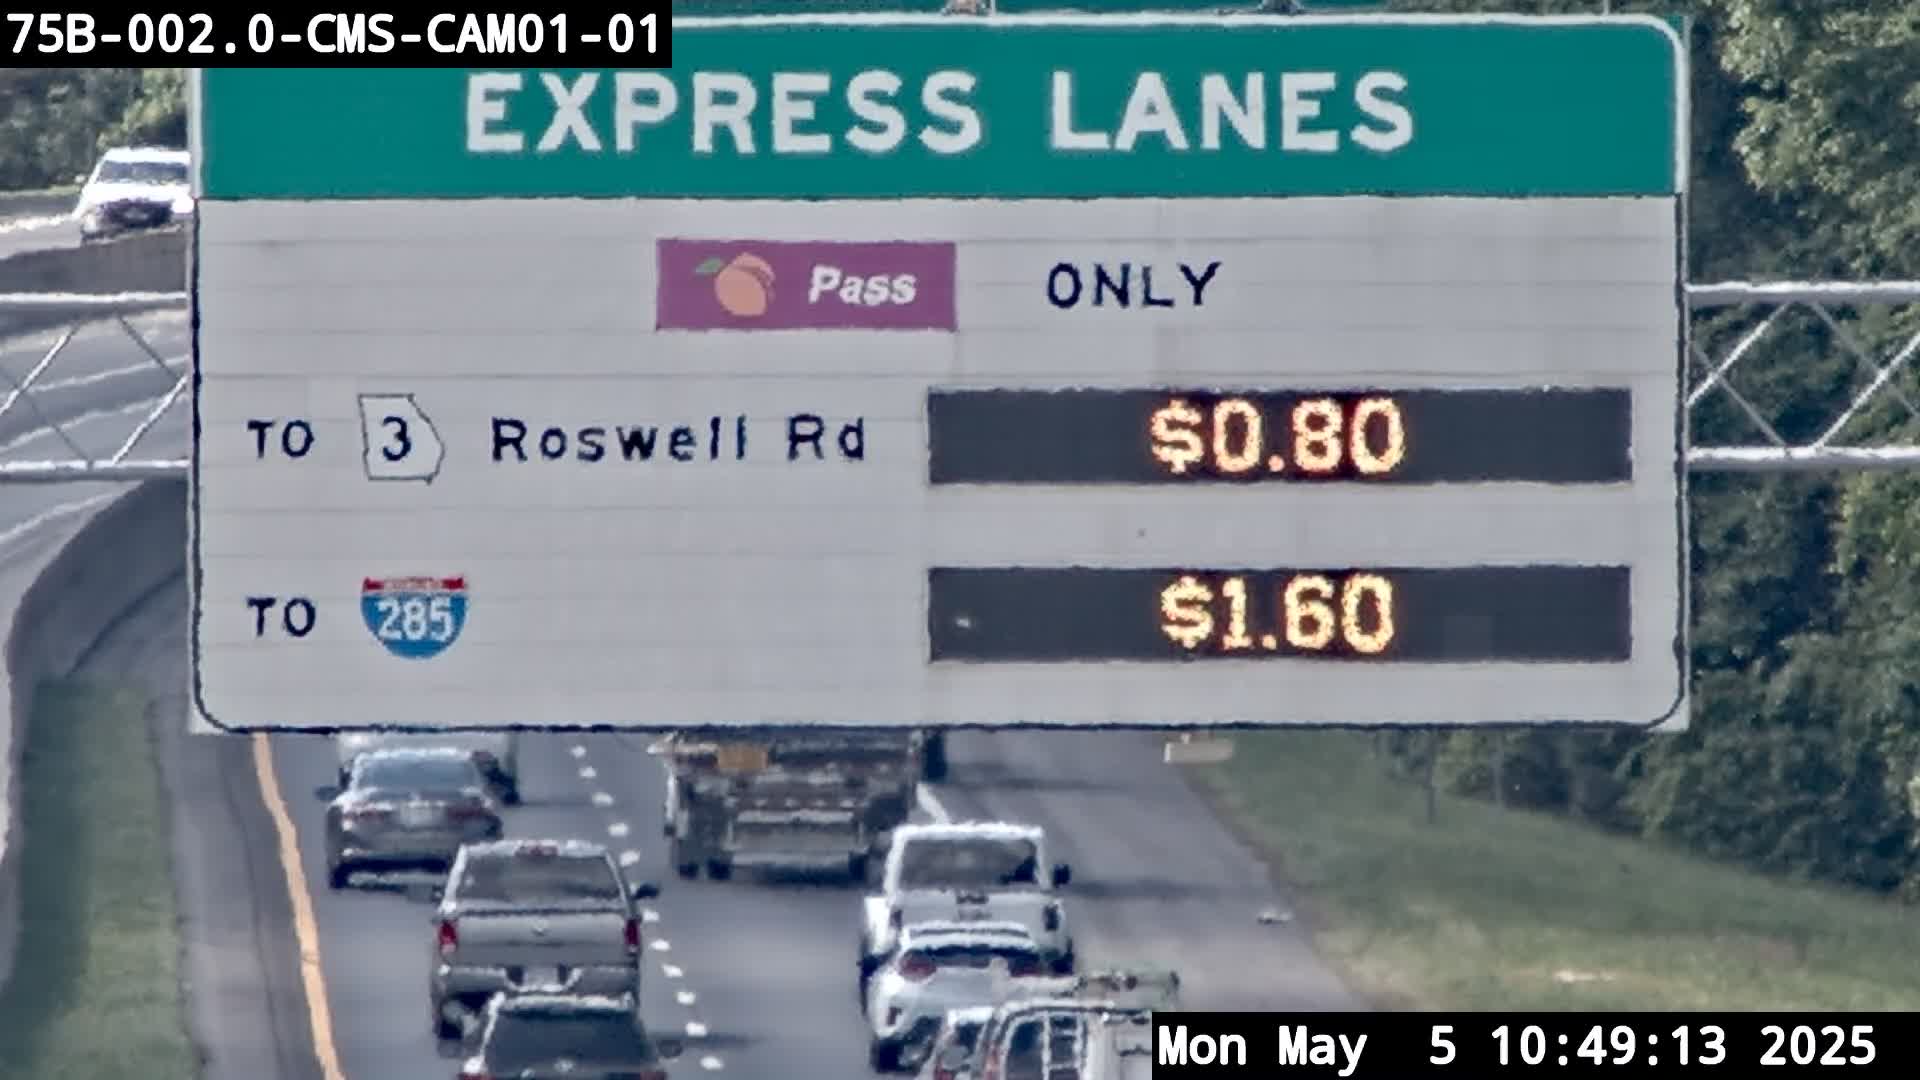 75B-002.0-CMS-CAM01-01
EXPRESS LANES
Pass ONLY
TO 3 Roswell Rd $0.80
TO 285 $1.60
Mon May 5 10:49:13 2025